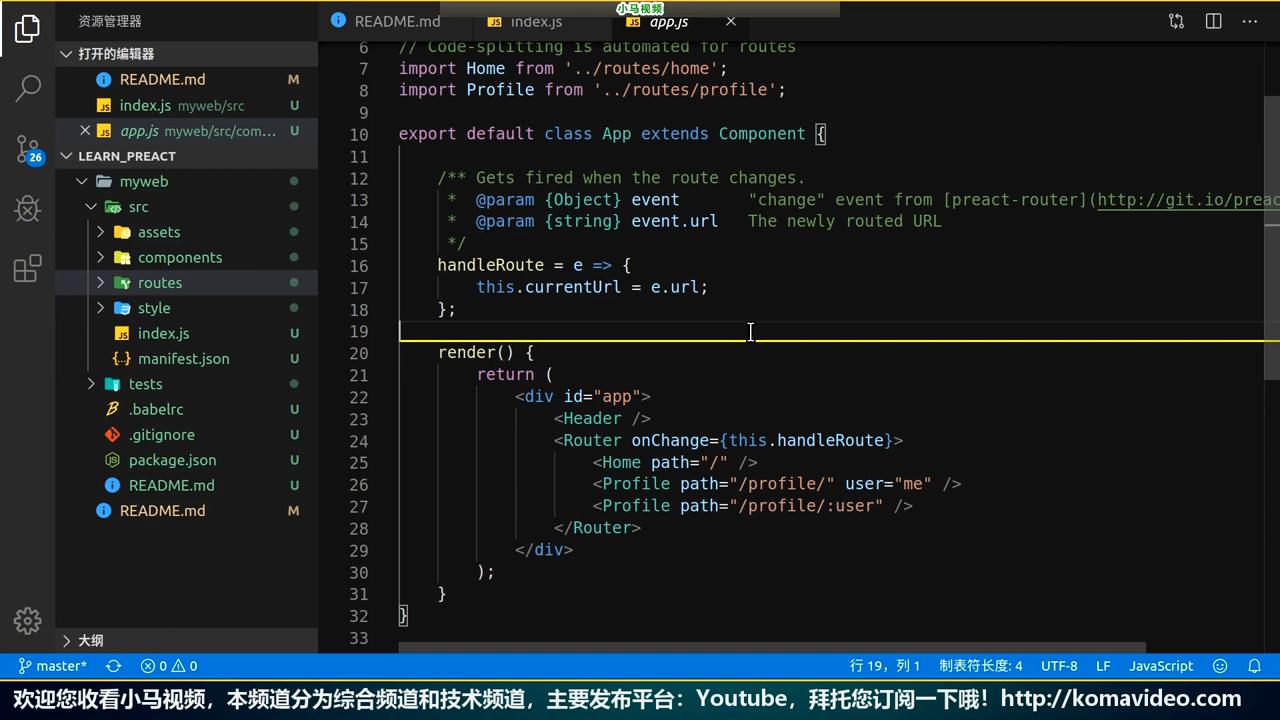 小马视频
资源管理器
README.md
index.js
app.js
打开的编辑器
README.md M
index.js myweb/src U
app.js myweb/src/com... U
LEARN_PREACT
myweb
src
assets
components
routes
style
index.js U
manifest.json U
tests
.babelrc U
.gitignore U
package.json U
README.md U
README.md M
大纲
26
6 // Code-splitting is automated for routes
7 import Home from '../routes/home';
8 import Profile from '../routes/profile';
9
10 export default class App extends Component {
11
12 /** Gets fired when the route changes.
13 * @param {Object} event "change" event from [preact-router](http://git.io/preac
14 * @param {string} event.url The newly routed URL
15 */
16 handleRoute = e => {
17 this.currentUrl = e.url;
18 };
19
20 render() {
21 return (
22 <div id="app">
23 <Header />
24 <Router onChange={this.handleRoute}>
25 <Home path="/" />
26 <Profile path="/profile/" user="me" />
27 <Profile path="/profile/:user" />
28 </Router>
29 </div>
30 );
31 }
32 }
33
master* 0 0 行 19，列 1 制表符长度: 4 UTF-8 LF JavaScript
欢迎您收看小马视频，本频道分为综合频道和技术频道，主要发布平台：Youtube，拜托您订阅一下哦！http://komavideo.com